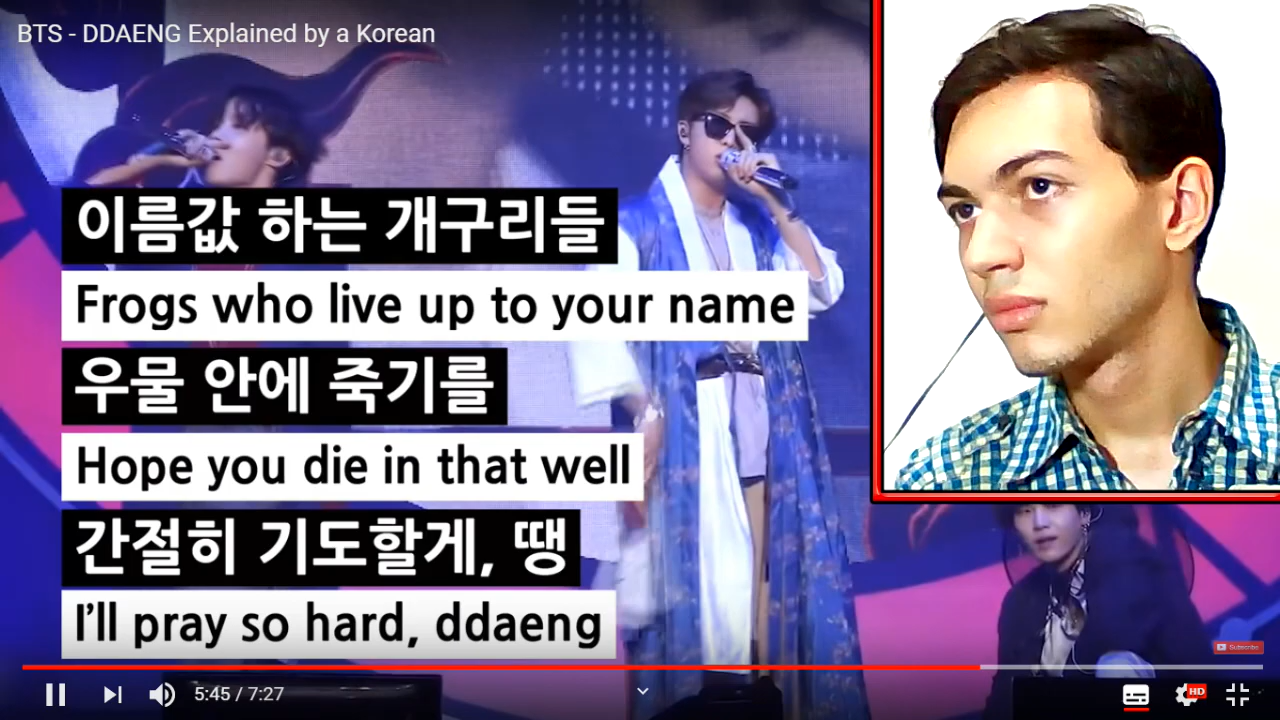 BTS - DDAENG Explained by a Korean
이름값 하는 개구리들
Frogs who live up to your name
우물 안에 죽기를
Hope you die in that well
간절히 기도할게, 땡
I'll pray so hard, ddaeng
Subscribe
5:45 / 7:27
HD